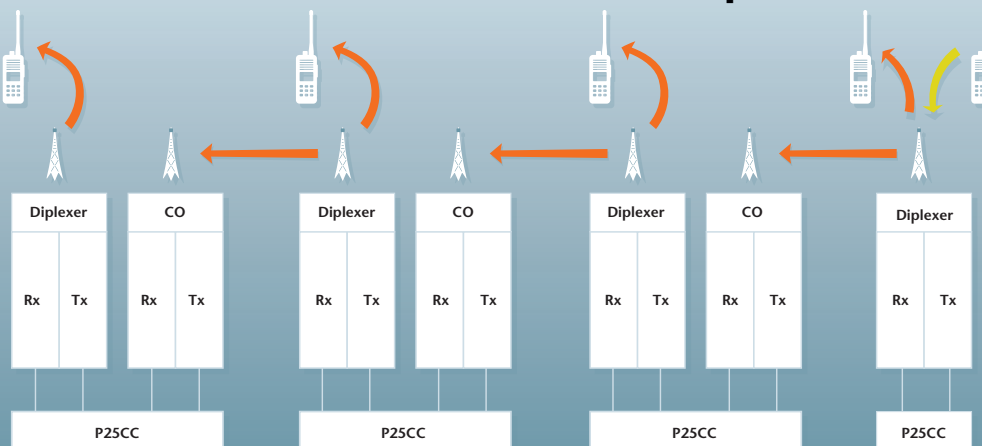 Diplexer CO Diplexer CO Diplexer CO Diplexer
Rx Tx Rx Tx Rx Tx Rx Tx Rx Tx Rx Tx Rx Tx
P25CC P25CC P25CC P25CC